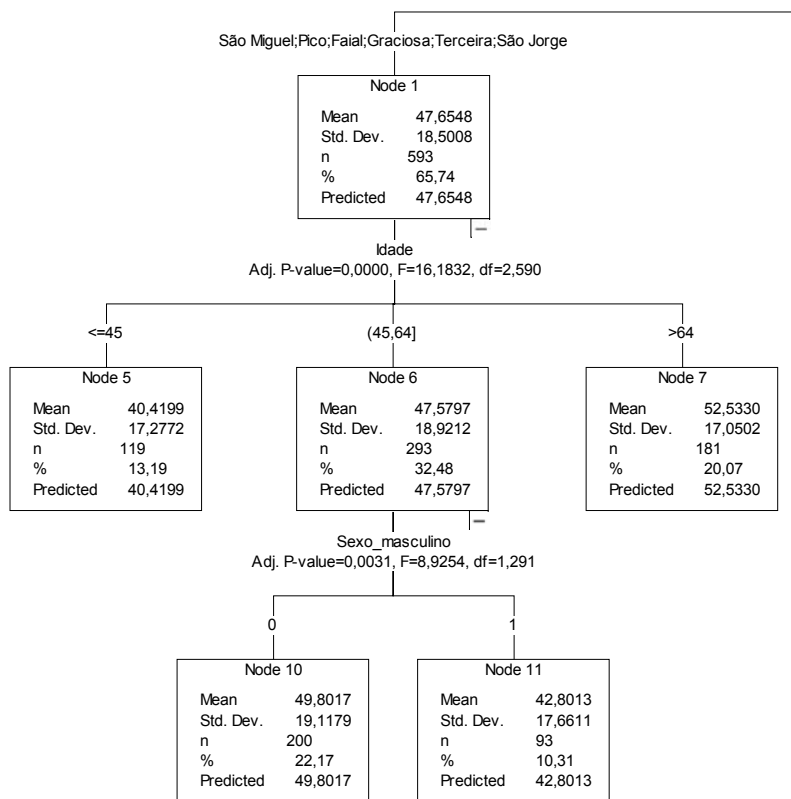 São Miguel;Pico;Faial;Graciosa;Terceira;São Jorge
Node 1
Mean 47,6548
Std. Dev. 18,5008
n 593
% 65,74
Predicted 47,6548
Idade
Adj. P-value=0,0000, F=16,1832, df=2,590
<=45
(45,64]
>64
Node 5
Mean 40,4199
Std. Dev. 17,2772
n 119
% 13,19
Predicted 40,4199
Node 6
Mean 47,5797
Std. Dev. 18,9212
n 293
% 32,48
Predicted 47,5797
Node 7
Mean 52,5330
Std. Dev. 17,0502
n 181
% 20,07
Predicted 52,5330
Sexo_masculino
Adj. P-value=0,0031, F=8,9254, df=1,291
0
1
Node 10
Mean 49,8017
Std. Dev. 19,1179
n 200
% 22,17
Predicted 49,8017
Node 11
Mean 42,8013
Std. Dev. 17,6611
n 93
% 10,31
Predicted 42,8013